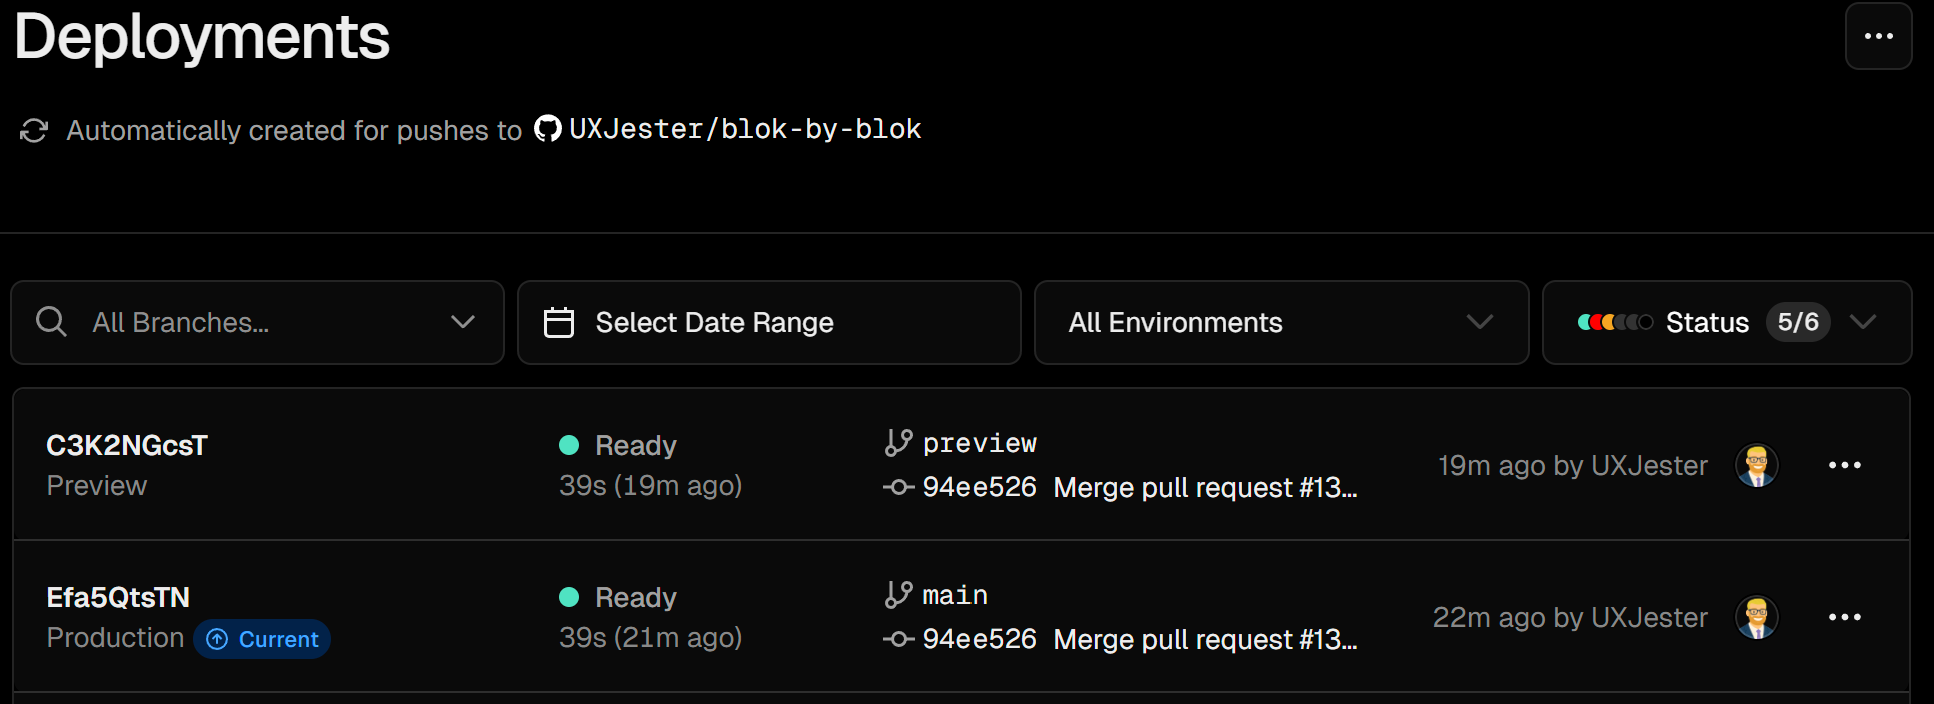 Deployments
Automatically created for pushes to UXJester/blok-by-blok
All Branches...
Select Date Range
All Environments
Status 5/6
C3K2NGcsT
Preview
Ready
39s (19m ago)
preview
94ee526 Merge pull request #13...
19m ago by UXJester
Efa5QtsTN
Production Current
Ready
39s (21m ago)
main
94ee526 Merge pull request #13...
22m ago by UXJester